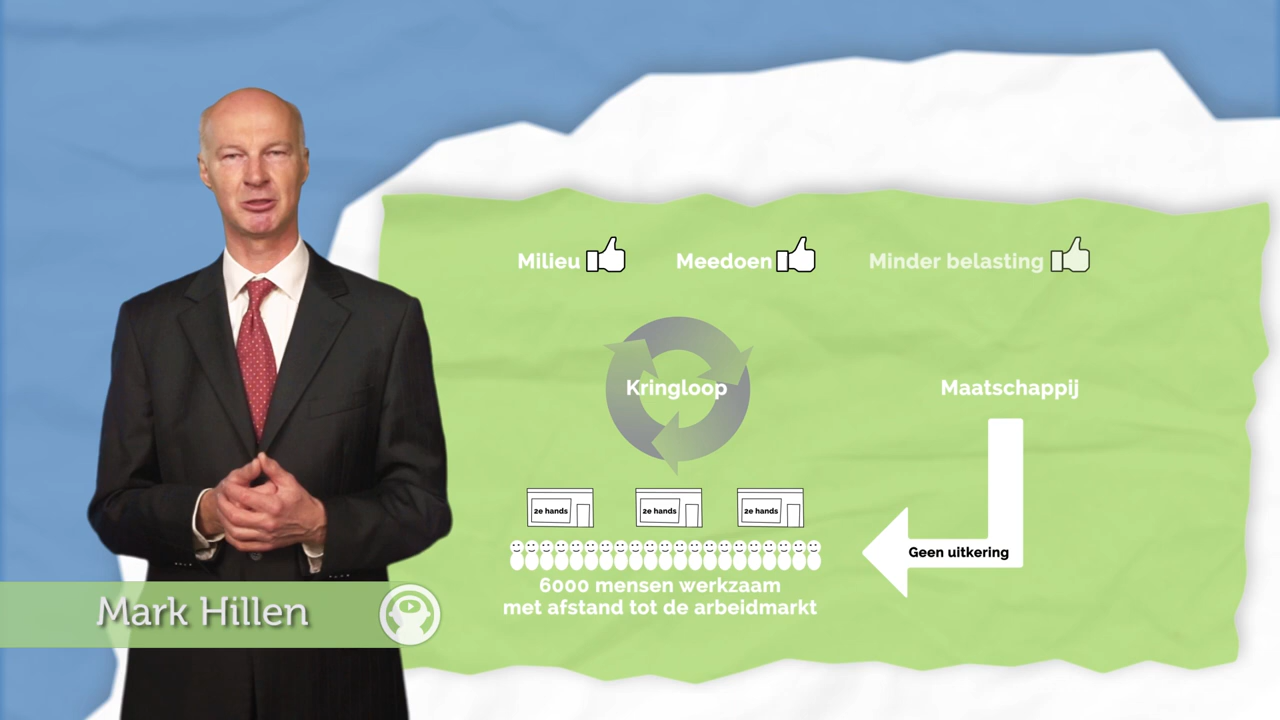 Milieu
Meedoen
Minder belasting
Kringloop
Maatschappij
2e hands
2e hands
2e hands
Geen uitkering
6000 mensen werkzaam
met afstand tot de arbeidmarkt
Mark Hillen